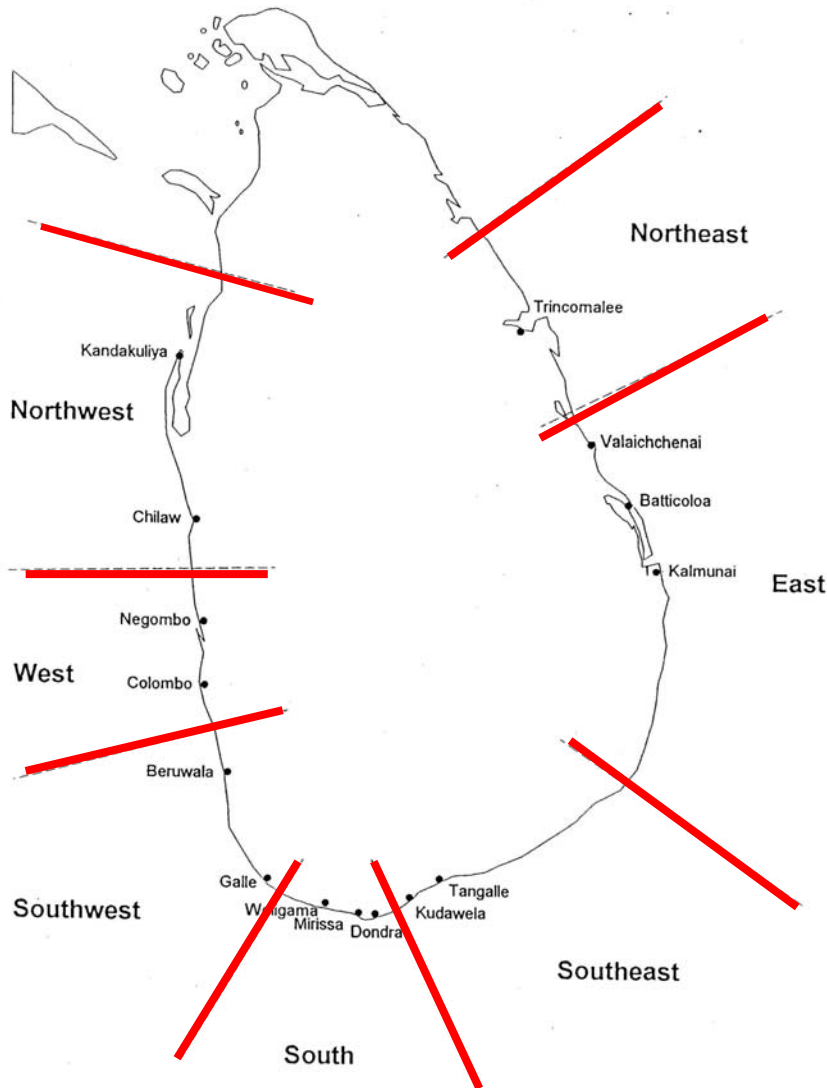 Northeast
Trincomalee
Kandakuliya
Northwest
Valaichchenai
Batticoloa
Chilaw
Kalmunai
East
Negombo
West
Colombo
Beruwala
Galle
Tangalle
Weligama
Kudawela
Southwest
Mirissa
Dondra
Southeast
South